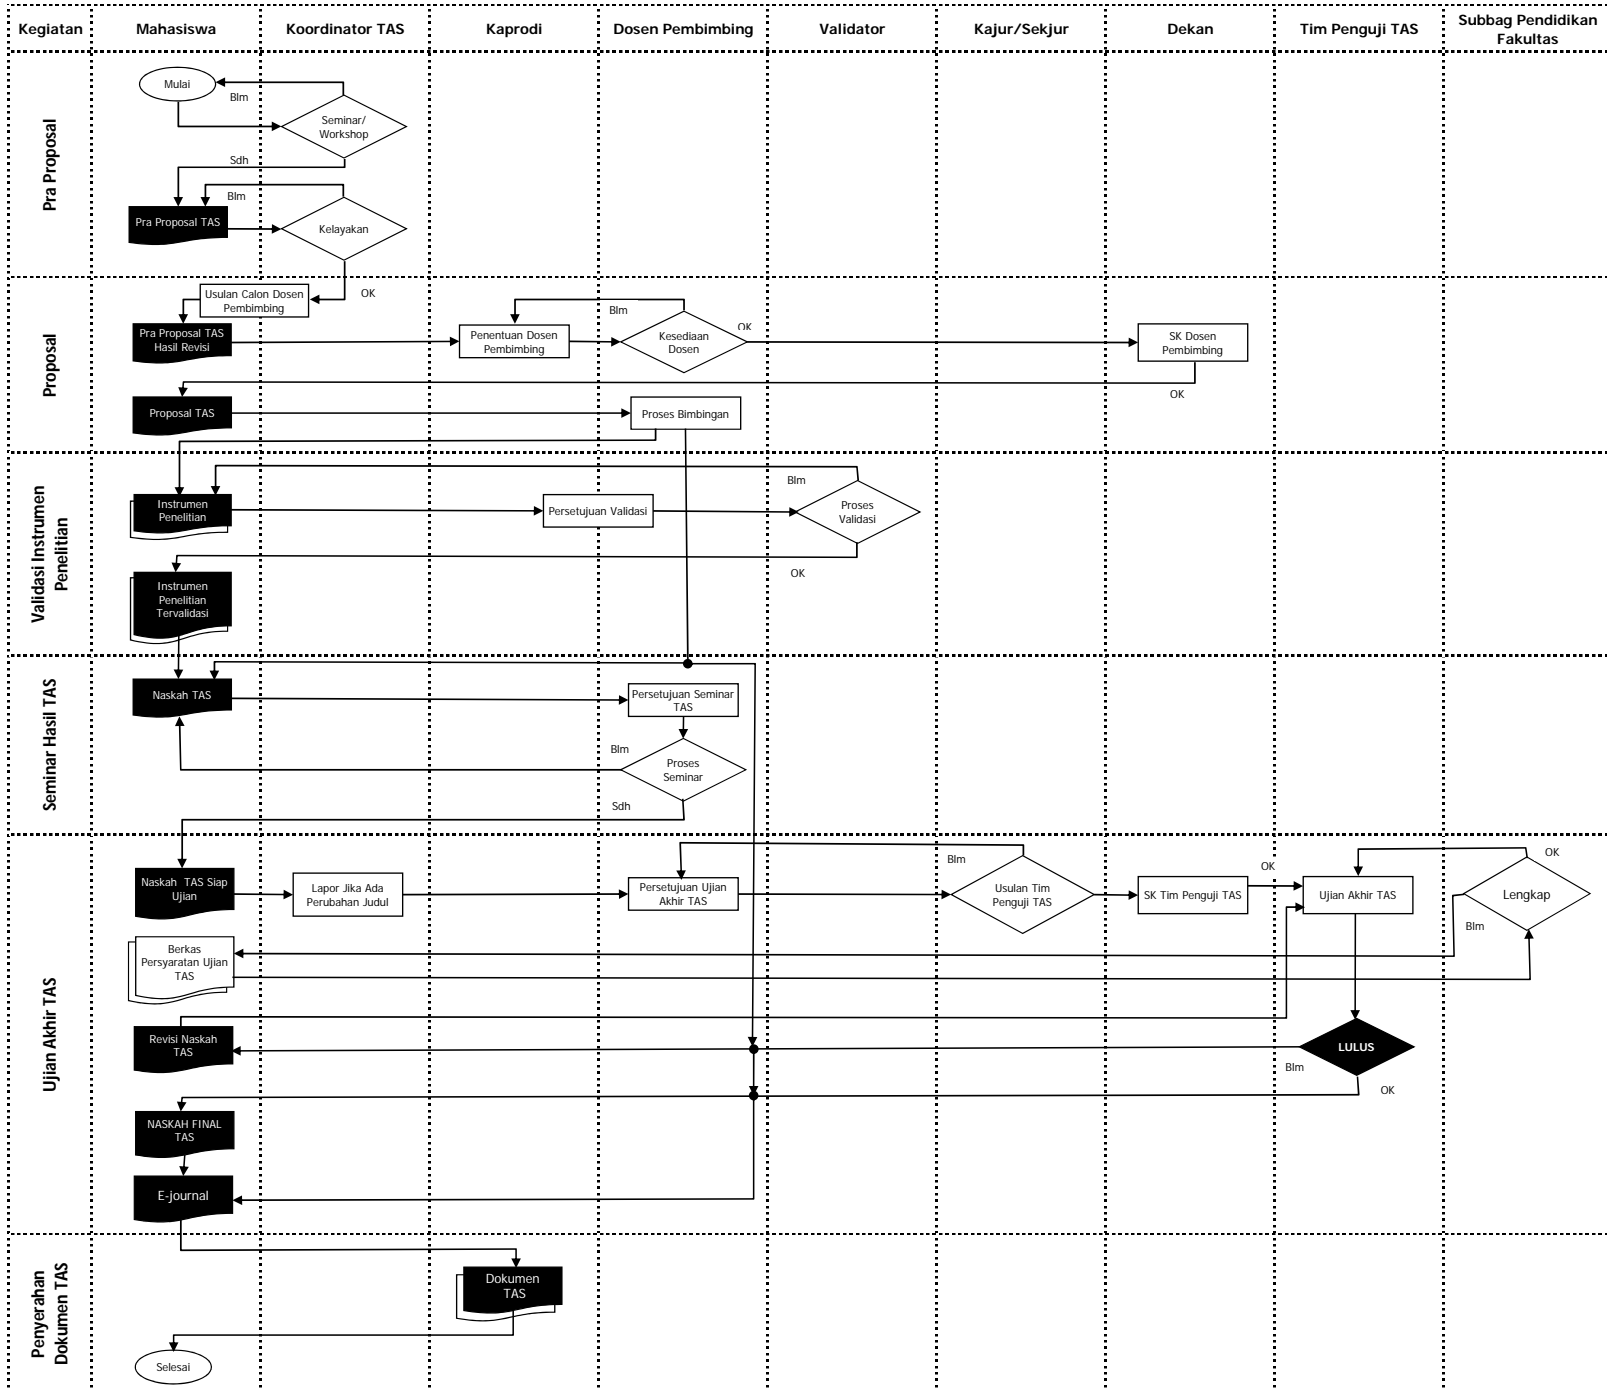 Kegiatan
Mahasiswa
Koordinator TAS
Kaprodi
Dosen Pembimbing
Validator
Kajur/Sekjur
Dekan
Tim Penguji TAS
Subbag Pendidikan
Fakultas
Pra Proposal
Mulai
Blm
Seminar/
Workshop
Sdh
Blm
Pra Proposal TAS
Kelayakan
OK
Proposal
Usulan Calon Dosen
Pembimbing
Pra Proposal TAS
Hasil Revisi
Penentuan Dosen
Pembimbing
Blm
Kesediaan
Dosen
OK
SK Dosen
Pembimbing
OK
Proposal TAS
Proses Bimbingan
Validasi Instrumen
Penelitian
Blm
Instrumen
Penelitian
Persetujuan Validasi
Proses
Validasi
OK
Instrumen
Penelitian
Tervalidasi
Seminar Hasil TAS
Naskah TAS
Persetujuan Seminar
TAS
Blm
Proses
Seminar
Sdh
Ujian Akhir TAS
Naskah TAS Siap
Ujian
Lapor Jika Ada
Perubahan Judul
Persetujuan Ujian
Akhir TAS
Blm
Usulan Tim
Penguji TAS
SK Tim Penguji TAS
OK
Ujian Akhir TAS
OK
Lengkap
Blm
Berkas
Persyaratan Ujian
TAS
Revisi Naskah
TAS
LULUS
Blm
OK
NASKAH FINAL
TAS
E-journal
Penyerahan
Dokumen TAS
Dokumen
TAS
Selesai